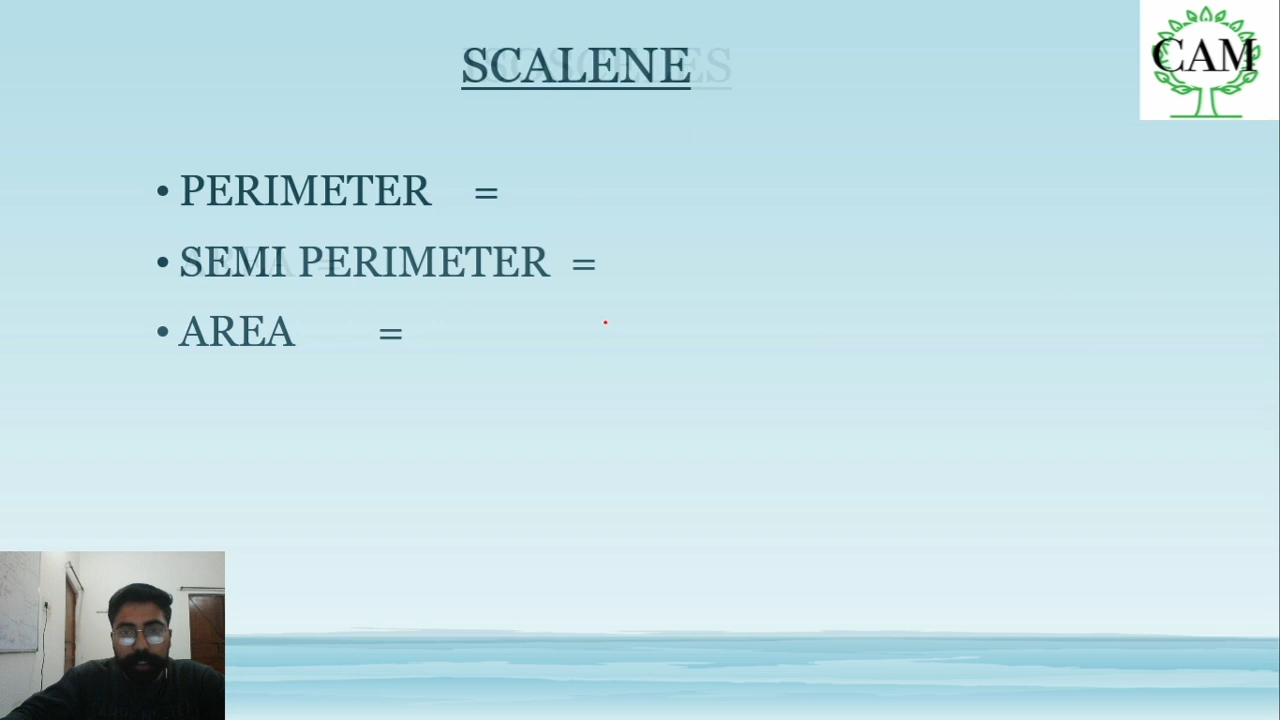 SCALENE
CAM
• PERIMETER =
• SEMI PERIMETER =
• AREA =